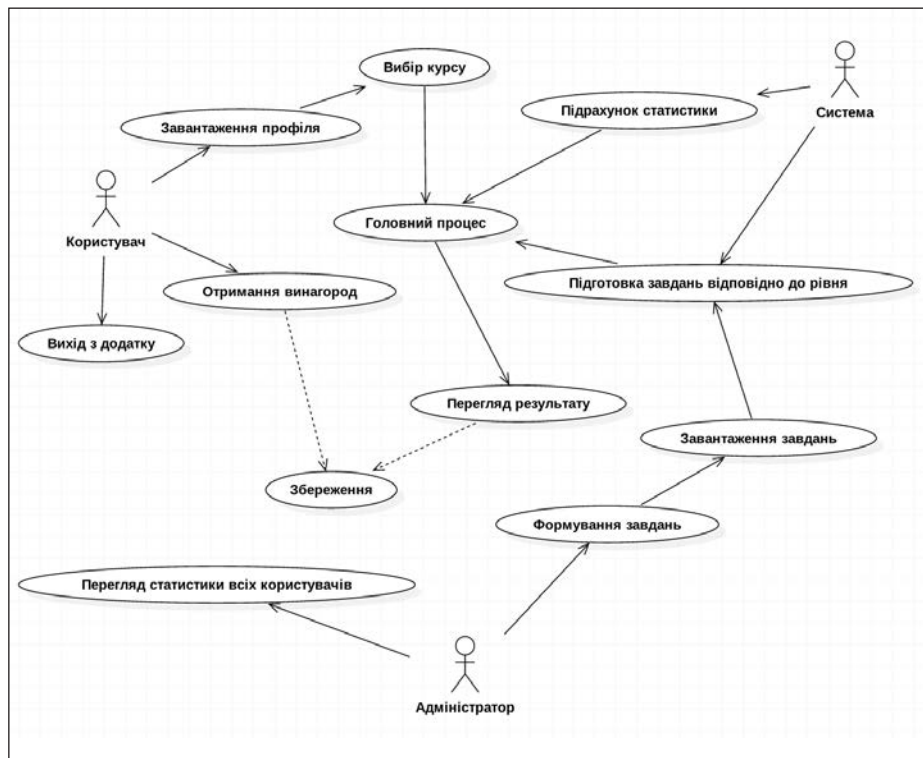 Вибір курсу
Підрахунок статистики
Система
Завантаження профіля
Головний процес
Користувач
Отримання винагород
Підготовка завдань відповідно до рівня
Вихід з додатку
Перегляд результату
Завантаження завдань
Збереження
Формування завдань
Перегляд статистики всіх користувачів
Адміністратор